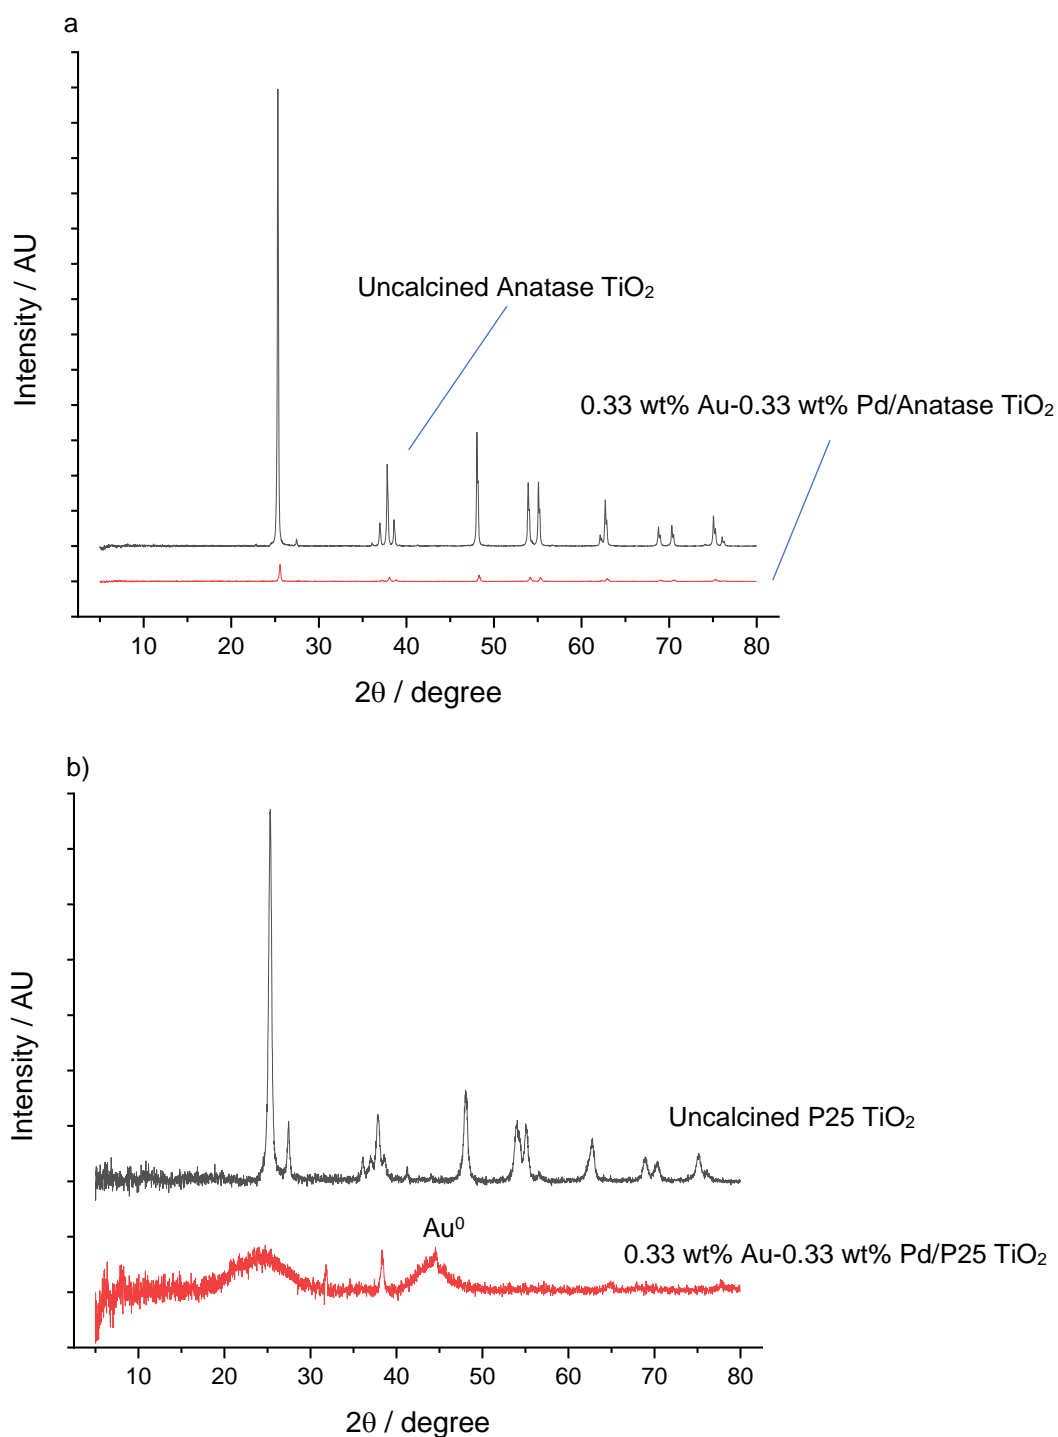 a
Intensity / AU
Uncalcined Anatase TiO₂
0.33 wt% Au-0.33 wt% Pd/Anatase TiO₂
10 20 30 40 50 60 70 80
2θ / degree
b)
Intensity / AU
Uncalcined P25 TiO₂
Au⁰
0.33 wt% Au-0.33 wt% Pd/P25 TiO₂
10 20 30 40 50 60 70 80
2θ / degree